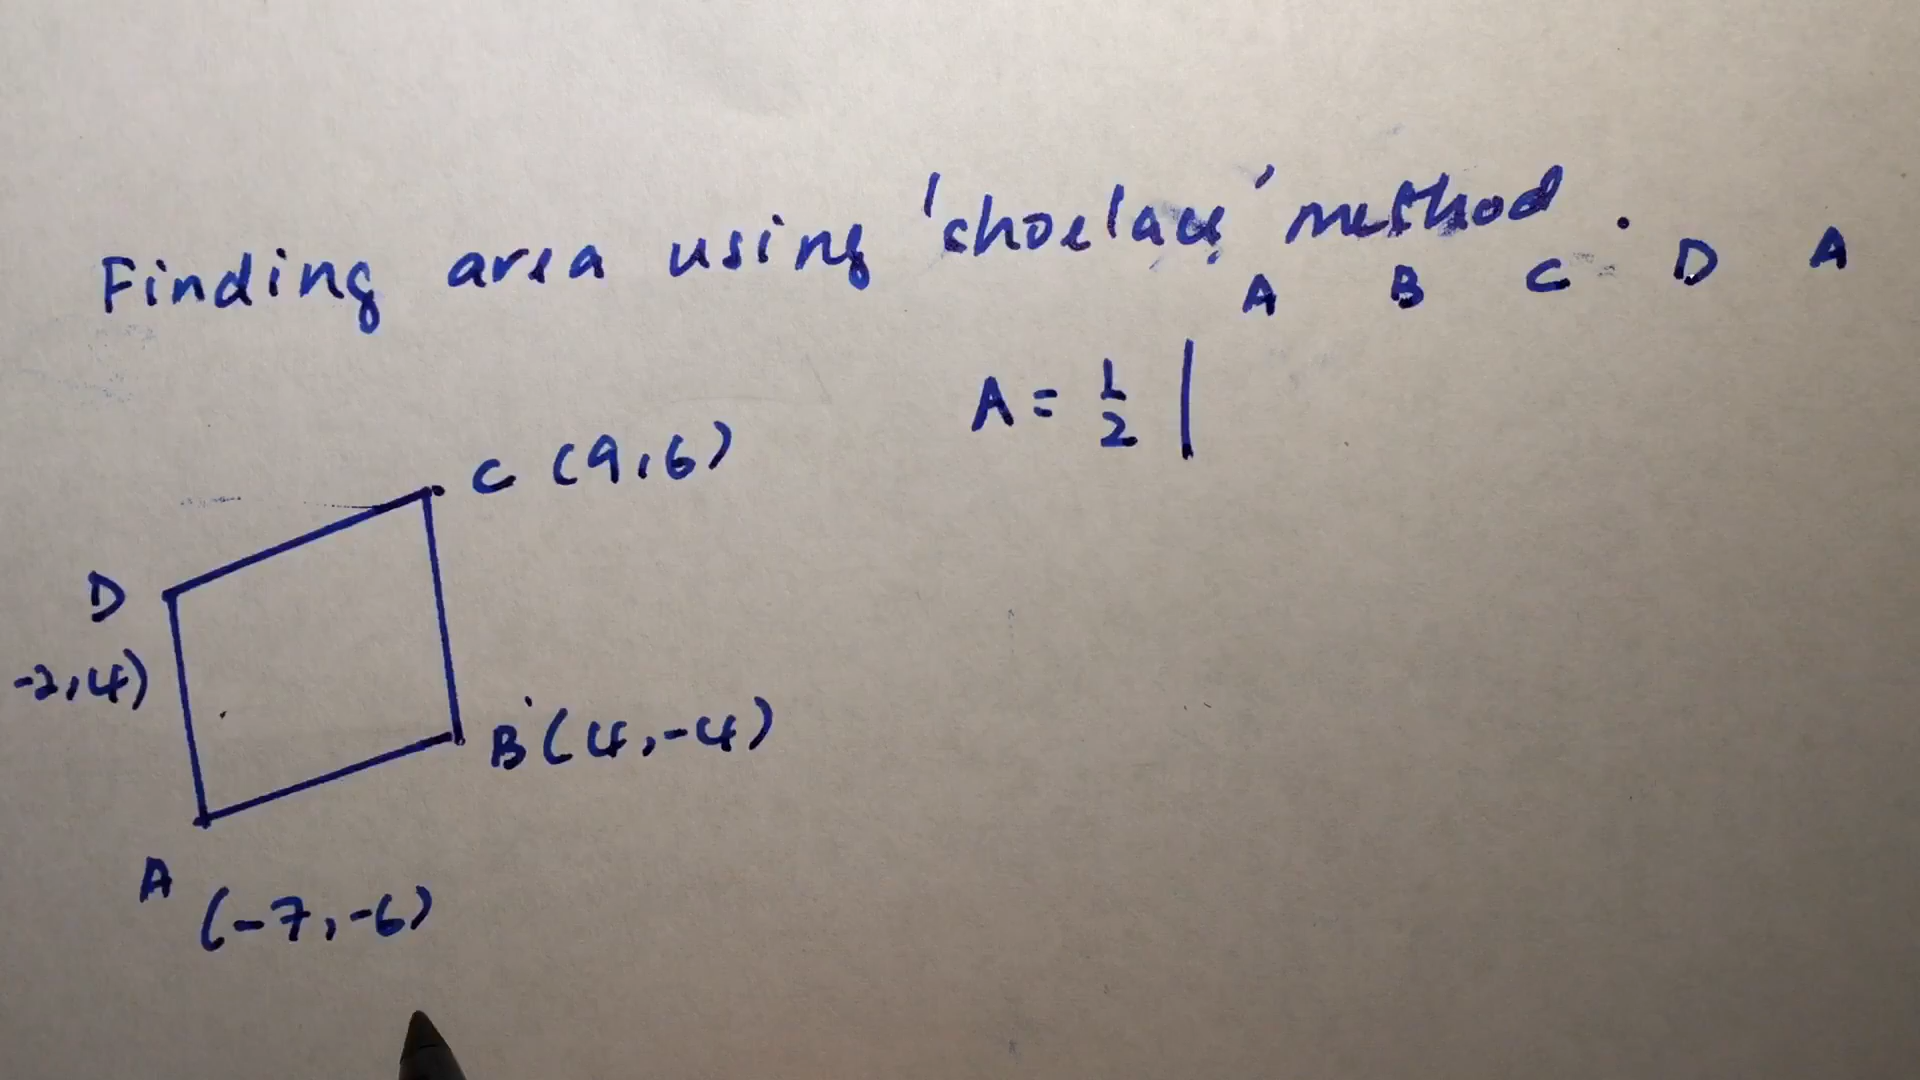 Finding area using 'shoelace' method.
A B C D A
A = 1/2 |
C (9,6)
D
-2,4)
B (4,-4)
A
(-7,-6)